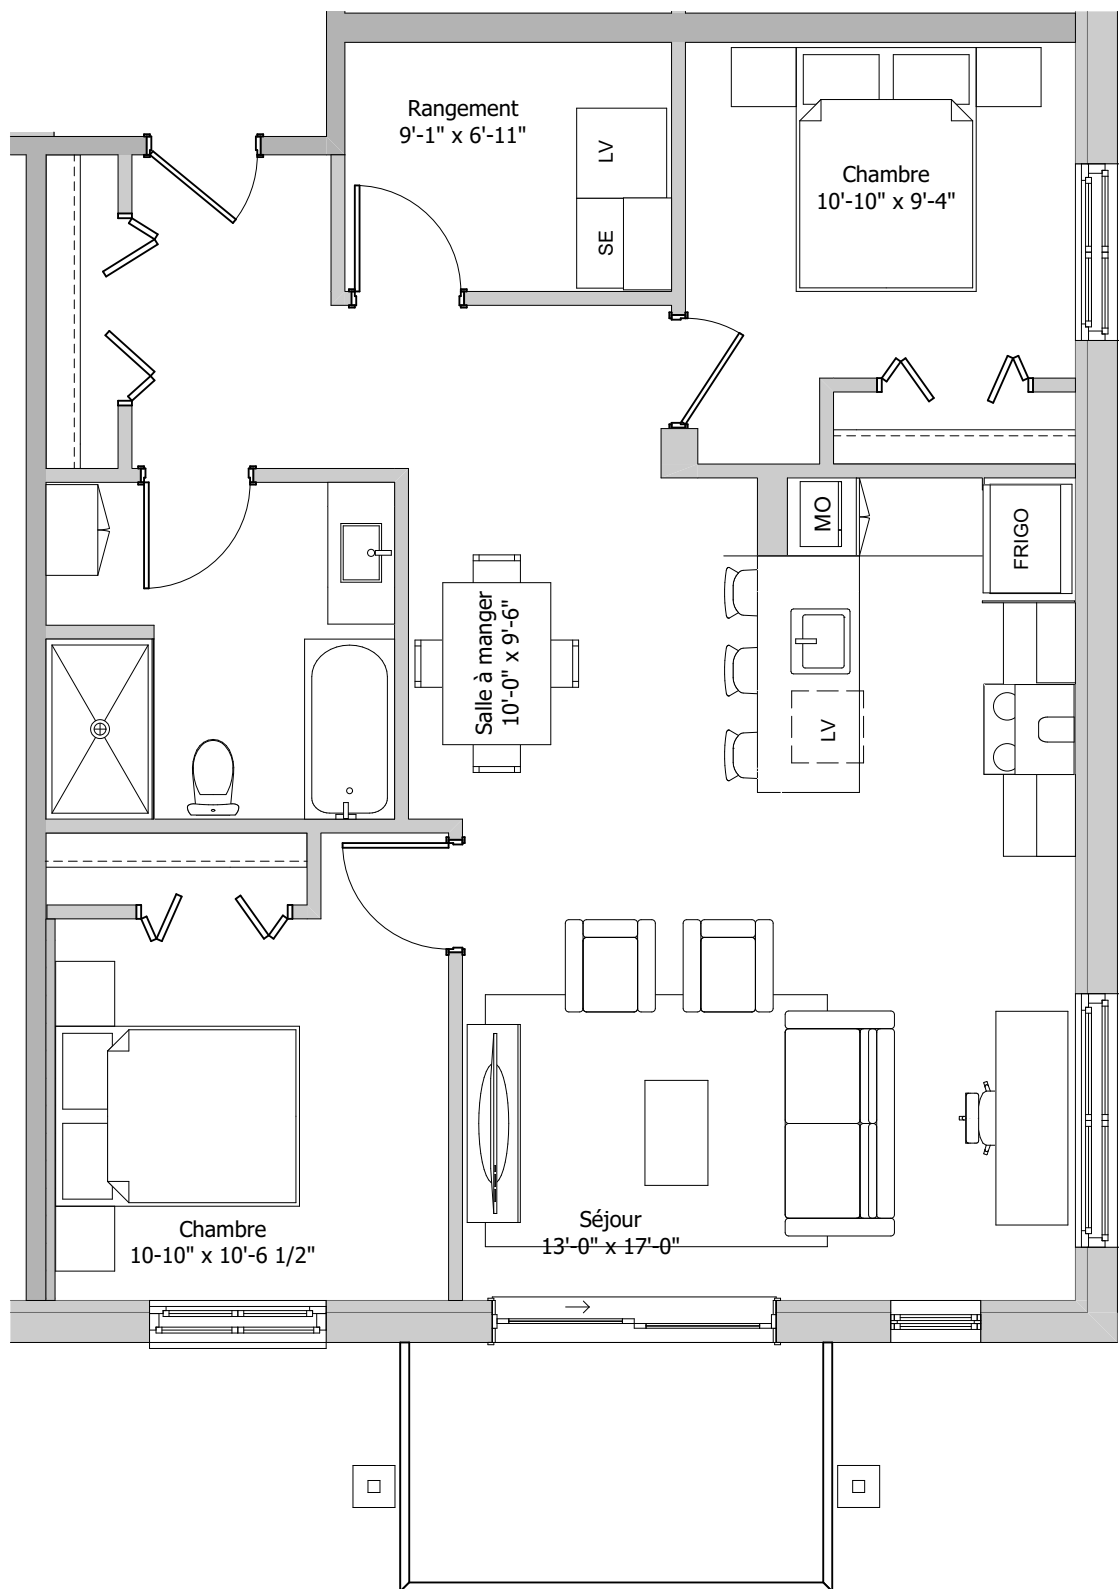 Rangement
9'-1" x 6'-11"
LV
SE
Chambre
10'-10" x 9'-4"
MO
FRIGO
Salle à manger
10'-0" x 9'-6"
LV
Chambre
10-10" x 10'-6 1/2"
Séjour
13'-0" x 17'-0"